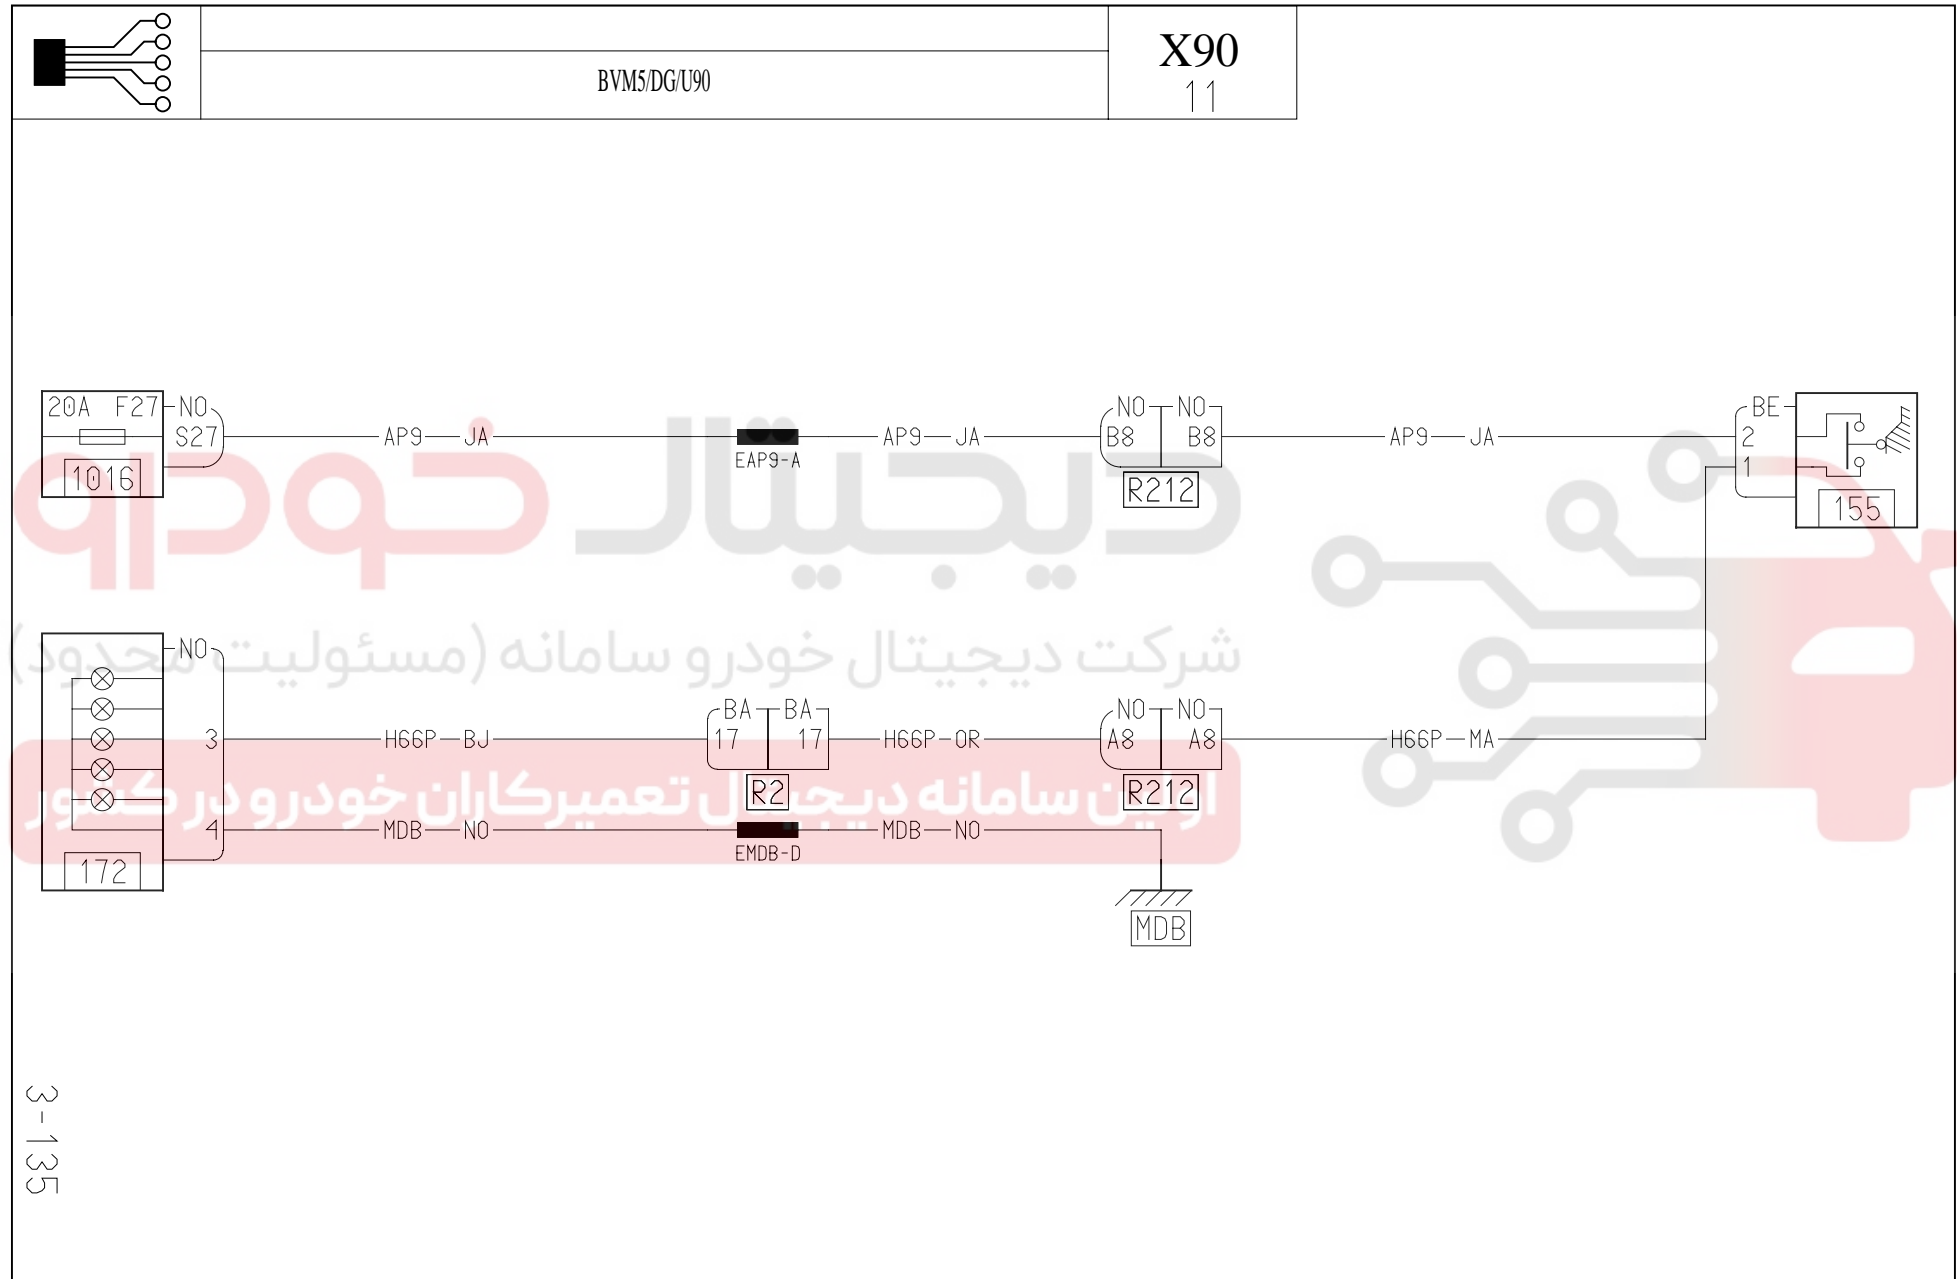 BVM5/DG/U90
X90
11
20A F27 NO
S27 AP9 JA
EAP9-A
AP9 JA
NO NO
B8 B8
R212
AP9 JA
BE
2
1
1016
155
دیجیتال خودرو
شرکت دیجیتال خودرو سامانه (مسئولیت محدود)
NO
3 H66P BJ
BA BA
17 17
R2
H66P OR
NO NO
A8 A8
R212
H66P MA
اولین سامانه دیجیتال تعمیرکاران خودرو در کشور
4 MDB NO
EMDB-D
MDB NO
172
MDB
3-135